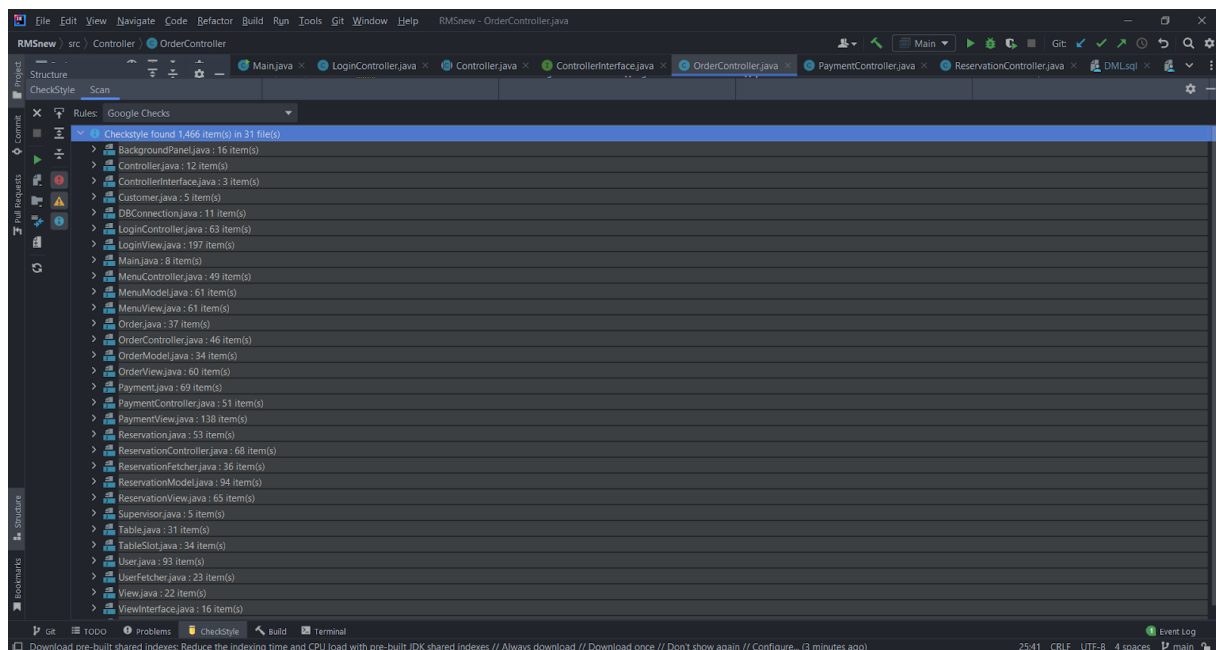 File Edit View Navigate Code Refactor Build Run Tools Git Window Help RMSnew - OrderController.java
RMSnew src Controller OrderController Main Git:
Project
Structure
Main.java LoginController.java Controller.java ControllerInterface.java OrderController.java PaymentController.java ReservationController.java DML.sql
CheckStyle Scan
Commit
Rules: Google Checks
Checkstyle found 1,466 item(s) in 31 file(s)
BackgroundPanel.java : 16 item(s)
Controller.java : 12 item(s)
Pull Requests
ControllerInterface.java : 3 item(s)
Customer.java : 5 item(s)
DBConnection.java : 11 item(s)
LoginController.java : 63 item(s)
LoginView.java : 197 item(s)
Main.java : 8 item(s)
MenuController.java : 49 item(s)
MenuModel.java : 61 item(s)
MenuView.java : 61 item(s)
Order.java : 37 item(s)
OrderController.java : 46 item(s)
OrderModel.java : 34 item(s)
OrderView.java : 60 item(s)
Payment.java : 69 item(s)
PaymentController.java : 51 item(s)
PaymentView.java : 138 item(s)
Reservation.java : 53 item(s)
ReservationController.java : 68 item(s)
ReservationFetcher.java : 36 item(s)
ReservationModel.java : 94 item(s)
ReservationView.java : 65 item(s)
Structure
Supervisor.java : 5 item(s)
Table.java : 31 item(s)
TableSlot.java : 34 item(s)
User.java : 93 item(s)
Bookmarks
UserFetcher.java : 23 item(s)
View.java : 22 item(s)
ViewInterface.java : 16 item(s)
Git TODO Problems CheckStyle Build Terminal 1 Event Log
Download pre-built shared indexes: Reduce the indexing time and CPU load with pre-built JDK shared indexes // Always download // Download once // Don't show again // Configure... (3 minutes ago) 25:41 CRLF UTF-8 4 spaces main